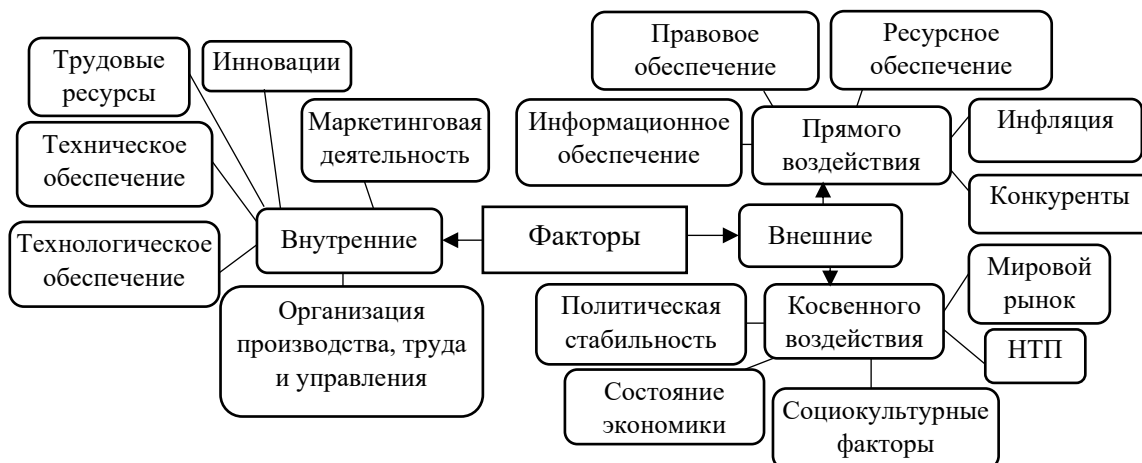 Трудовые
ресурсы
Инновации
Маркетинговая
деятельность
Техническое
обеспечение
Технологическое
обеспечение
Внутренние
Организация
производства, труда
и управления
Факторы
Внешние
Правовое
обеспечение
Ресурсное
обеспечение
Информационное
обеспечение
Прямого
воздействия
Инфляция
Конкуренты
Политическая
стабильность
Косвенного
воздействия
Мировой
рынок
НТП
Состояние
экономики
Социокультурные
факторы